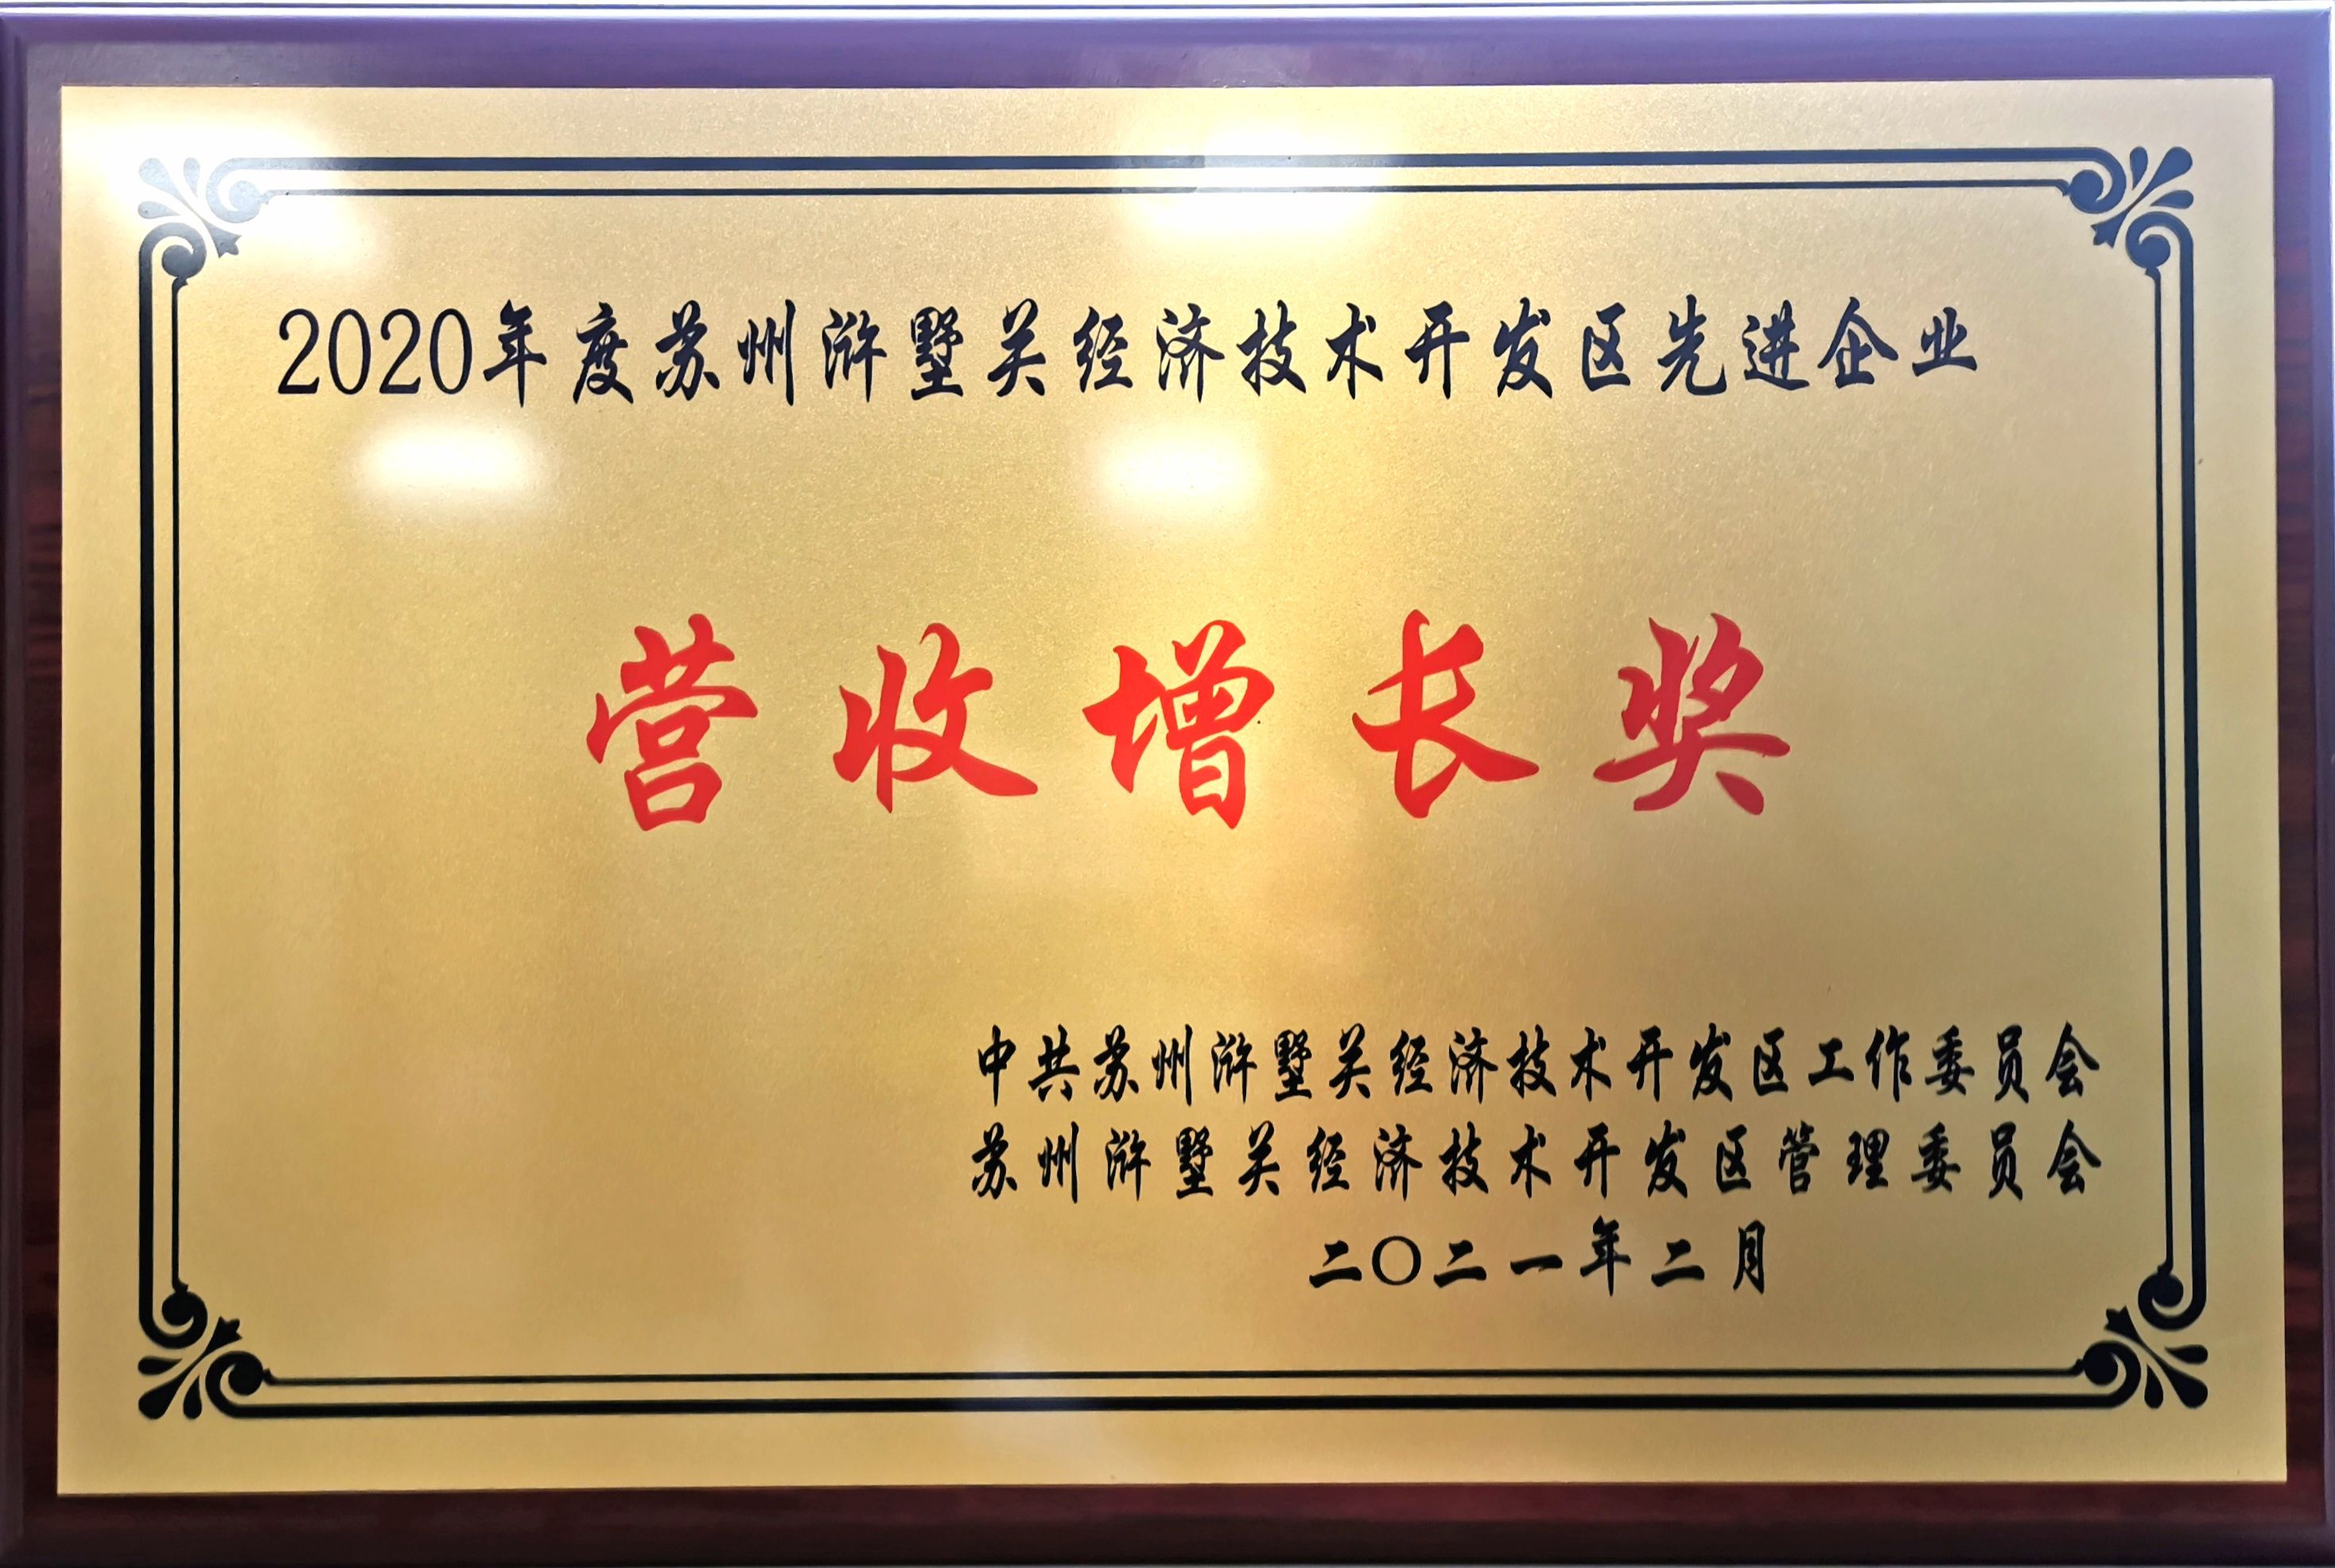 2020年度苏州浒墅关经济技术开发区先进企业
营收增长奖
中共苏州浒墅关经济技术开发区工作委员会
苏州浒墅关经济技术开发区管理委员会
二〇二一年二月